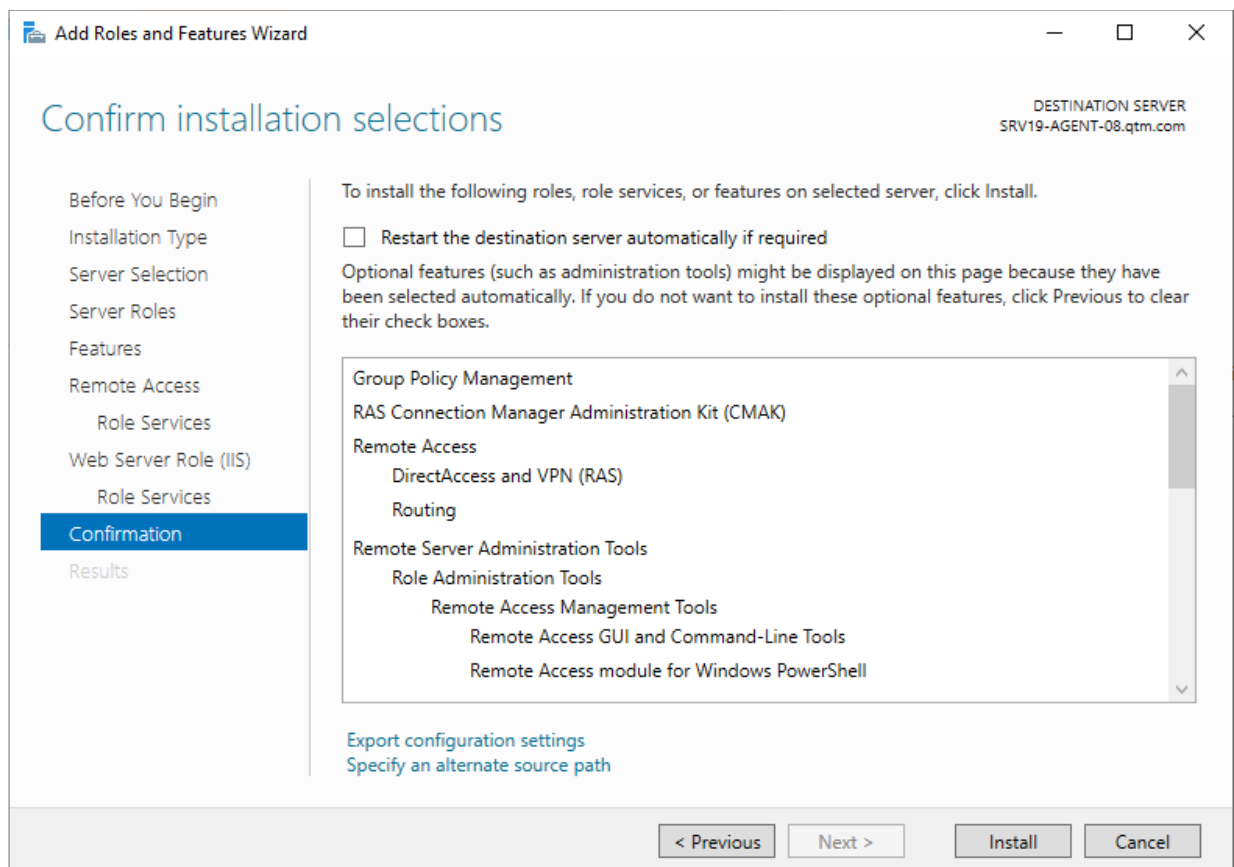 Add Roles and Features Wizard
Confirm installation selections
DESTINATION SERVER
SRV19-AGENT-08.qtm.com
Before You Begin
Installation Type
Server Selection
Server Roles
Features
Remote Access
Role Services
Web Server Role (IIS)
Role Services
Confirmation
Results
To install the following roles, role services, or features on selected server, click Install.
Restart the destination server automatically if required
Optional features (such as administration tools) might be displayed on this page because they have
been selected automatically. If you do not want to install these optional features, click Previous to clear
their check boxes.
Group Policy Management
RAS Connection Manager Administration Kit (CMAK)
Remote Access
DirectAccess and VPN (RAS)
Routing
Remote Server Administration Tools
Role Administration Tools
Remote Access Management Tools
Remote Access GUI and Command-Line Tools
Remote Access module for Windows PowerShell
Export configuration settings
Specify an alternate source path
< Previous
Next >
Install
Cancel